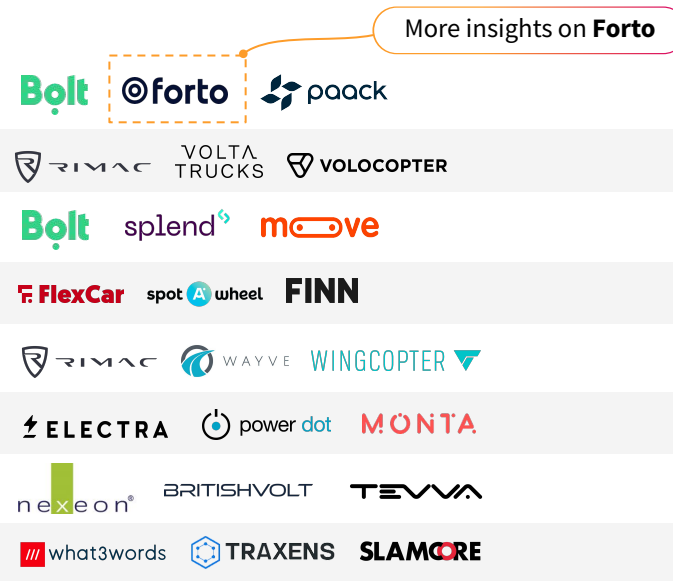 More insights on Forto
Bolt forto paack
RIMAC VOLTA TRUCKS VOLOCOPTER
Bolt splend moove
FlexCar spot A wheel FINN
RIMAC WAYVE WINGCOPTER
ELECTRA power dot MONTA
nexeon® BRITISHVOLT TEVVA
what3words TRAXENS SLAMCORE